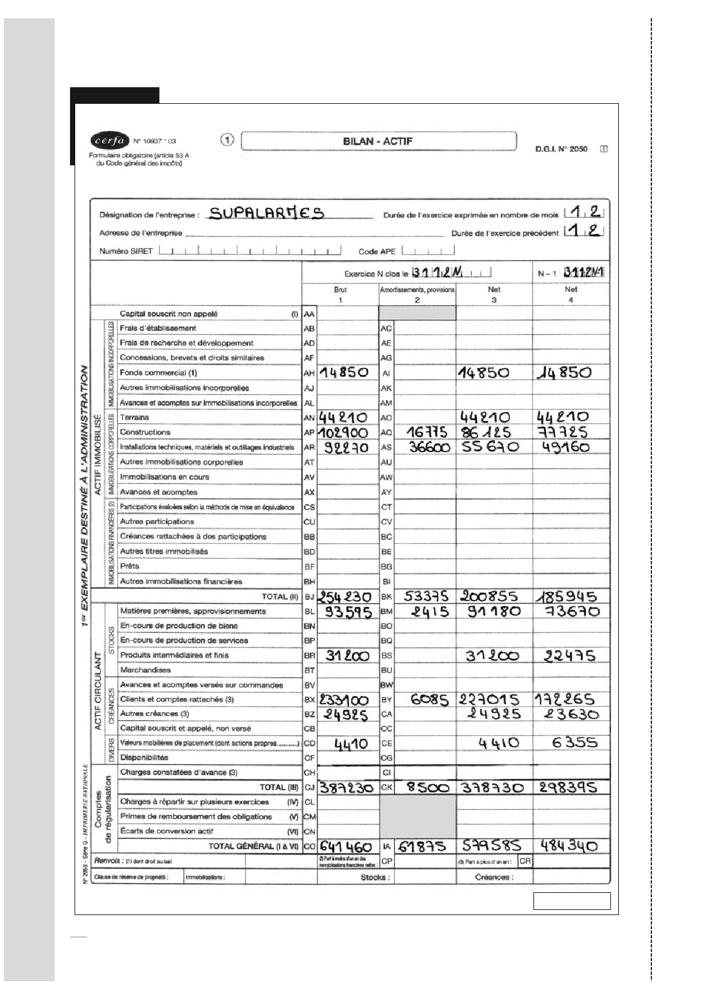 cerfa N° 10937 * 03
1
BILAN - ACTIF
D.G.I. N° 2050 1
Formulaire obligatoire (article 53 A
du Code général des impôts)
Désignation de l'entreprise : SUPALARMES Durée de l'exercice exprimée en nombre de mois 12
Adresse de l'entreprise Durée de l'exercice précédent 12
Numéro SIRET Code APE
Exercice N clos le 3112N N – 1 3112N-1
Brut Amortissements, provisions Net Net
1 2 3 4
Capital souscrit non appelé (I) AA
Frais d'établissement AB AC
Frais de recherche et développement AD AE
Concessions, brevets et droits similaires AF AG
Fonds commercial (1) AH 14850 AI 14850 14850
Autres immobilisations incorporelles AJ AK
Avances et acomptes sur immobilisations incorporelles AL AM
Terrains AN 44210 AO 44210 44210
Constructions AP 102900 AQ 16775 86125 77725
Installations techniques, matériels et outillages industriels AR 92270 AS 36600 55670 49160
Autres immobilisations corporelles AT AU
Immobilisations en cours AV AW
Avances et acomptes AX AY
Participations évaluées selon la méthode de mise en équivalence CS CT
Autres participations CU CV
Créances rattachées à des participations BB BC
Autres titres immobilisés BD BE
Prêts BF BG
Autres immobilisations financières BH BI
TOTAL (II) BJ 254230 BK 53375 200855 185945
Matières premières, approvisionnements BL 93595 BM 2415 91180 73670
En-cours de production de biens BN BO
En-cours de production de services BP BQ
Produits intermédiaires et finis BR 31200 BS 31200 22475
Marchandises BT BU
Avances et acomptes versés sur commandes BV BW
Clients et comptes rattachés (3) BX 233100 BY 6085 227015 172265
Autres créances (3) BZ 24925 CA 24925 23630
Capital souscrit et appelé, non versé CB CC
Valeurs mobilières de placement (dont actions propres............) CD 4410 CE 4410 6355
Disponibilités CF CG
Charges constatées d'avance (3) CH CI
TOTAL (III) CJ 387230 CK 8500 378730 298395
Charges à répartir sur plusieurs exercices (IV) CL
Primes de remboursement des obligations (V) CM
Écarts de conversion actif (VI) CN
TOTAL GÉNÉRAL (I à VI) CO 641460 IA 61875 579585 484340
Renvois : (1) dont droit au bail (2) Part à moins d'un an des immobilisations financières nettes : CP (3) Part à plus d'un an : CR
Clause de réserve de propriété : Immobilisations : Stocks : Créances :
ACTIF IMMOBILISÉ
IMMOBILISATIONS INCORPORELLES
IMMOBILISATIONS CORPORELLES
IMMOBILISATIONS FINANCIÈRES (2)
ACTIF CIRCULANT
STOCKS
CRÉANCES
DIVERS
Comptes
de régularisation
1er EXEMPLAIRE DESTINÉ À L'ADMINISTRATION
N° 2050 – Série G – IMPRIMERIE NATIONALE